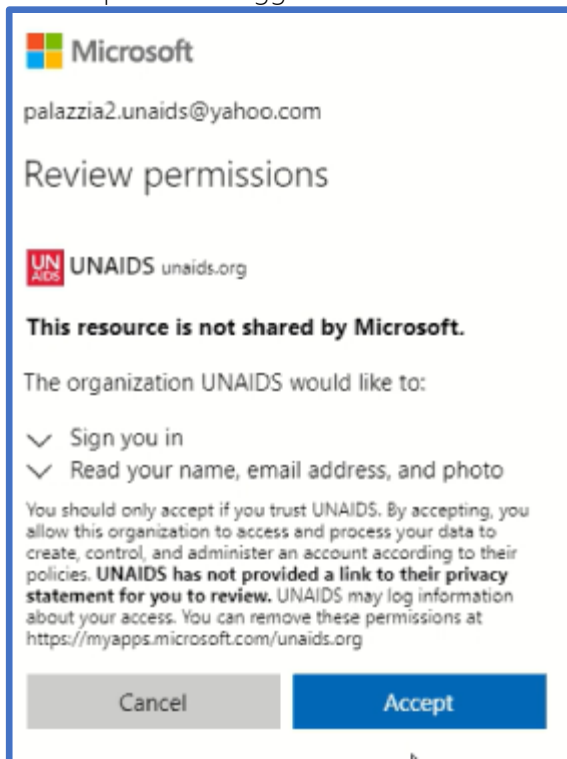 Microsoft
palazzia2.unaids@yahoo.com
Review permissions
UN AIDS UNAIDS unaids.org
This resource is not shared by Microsoft.
The organization UNAIDS would like to:
Sign you in
Read your name, email address, and photo
You should only accept if you trust UNAIDS. By accepting, you
allow this organization to access and process your data to
create, control, and administer an account according to their
policies. UNAIDS has not provided a link to their privacy
statement for you to review. UNAIDS may log information
about your access. You can remove these permissions at
https://myapps.microsoft.com/unaids.org
Cancel Accept